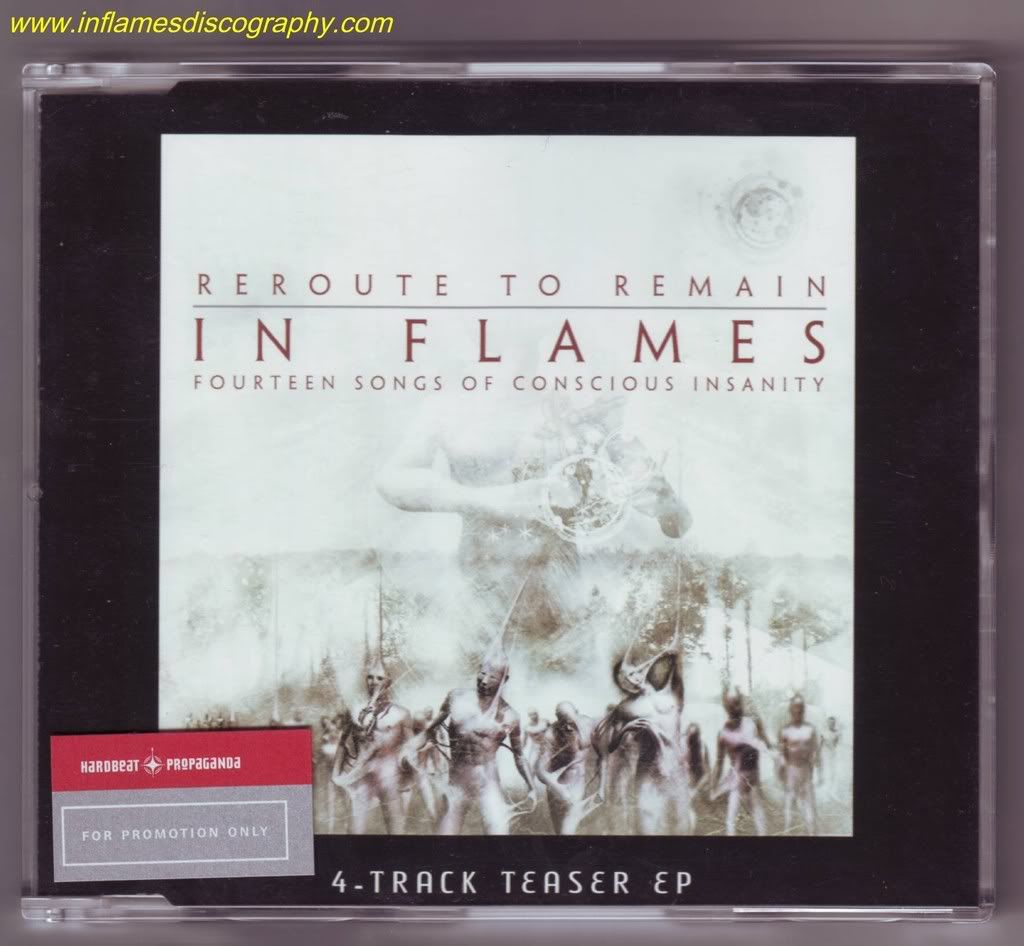 www.inflamesdiscography.com
REROUTE TO REMAIN
IN FLAMES
FOURTEEN SONGS OF CONSCIOUS INSANITY
HARDBEAT PROPAGANDA
FOR PROMOTION ONLY
4-TRACK TEASER EP